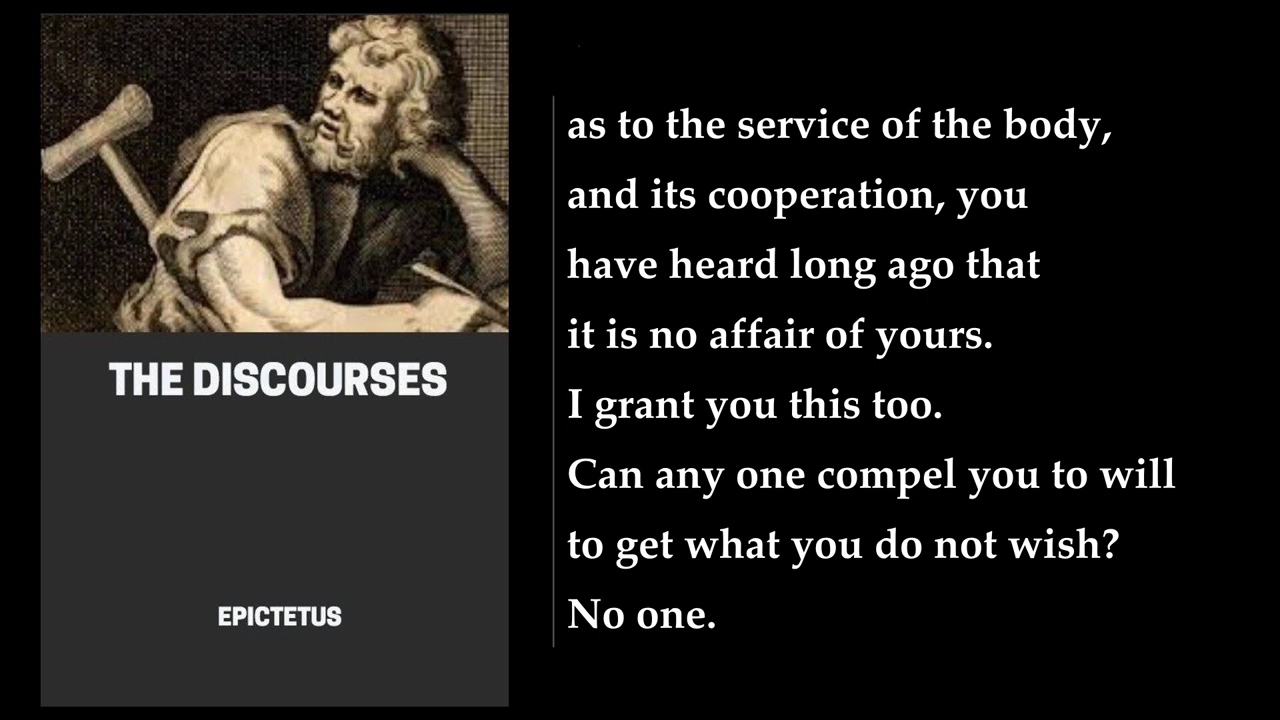 THE DISCOURSES
EPICTETUS
as to the service of the body,
and its cooperation, you
have heard long ago that
it is no affair of yours.
I grant you this too.
Can any one compel you to will
to get what you do not wish?
No one.